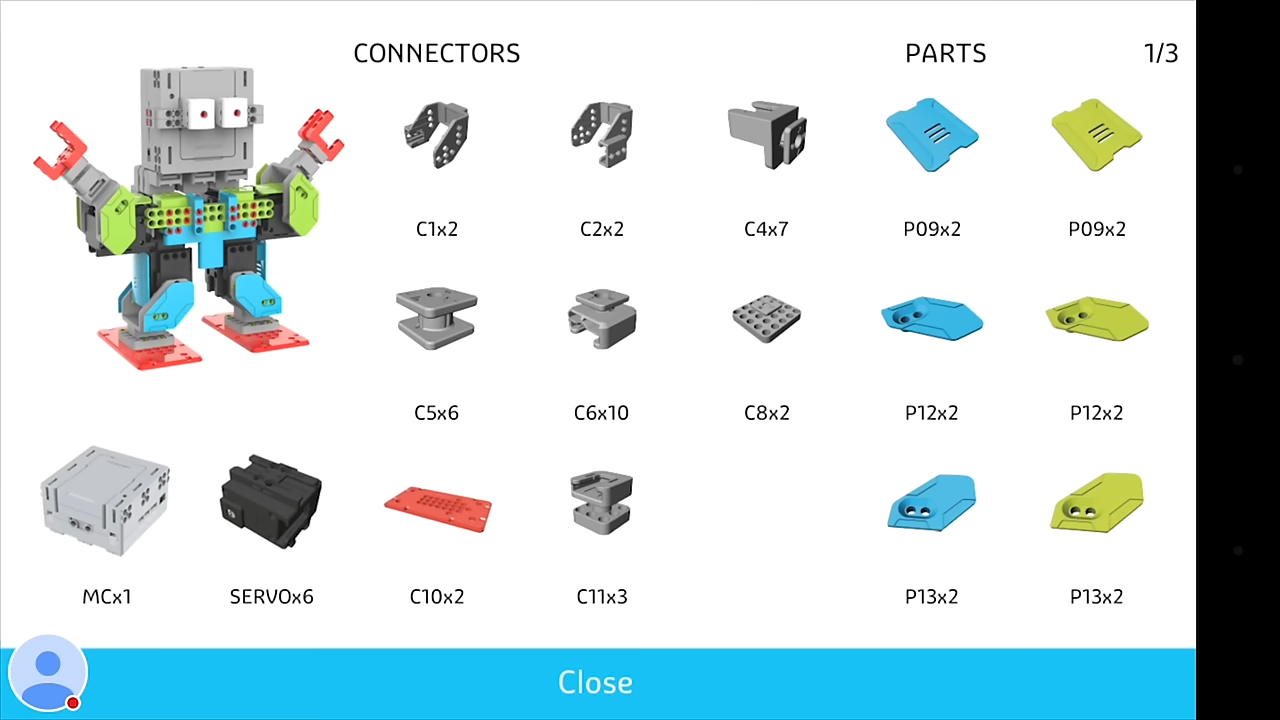 CONNECTORS PARTS 1/3
C1x2 C2x2 C4x7 P09x2 P09x2
C5x6 C6x10 C8x2 P12x2 P12x2
MCx1 SERVOx6 C10x2 C11x3 P13x2 P13x2
Close